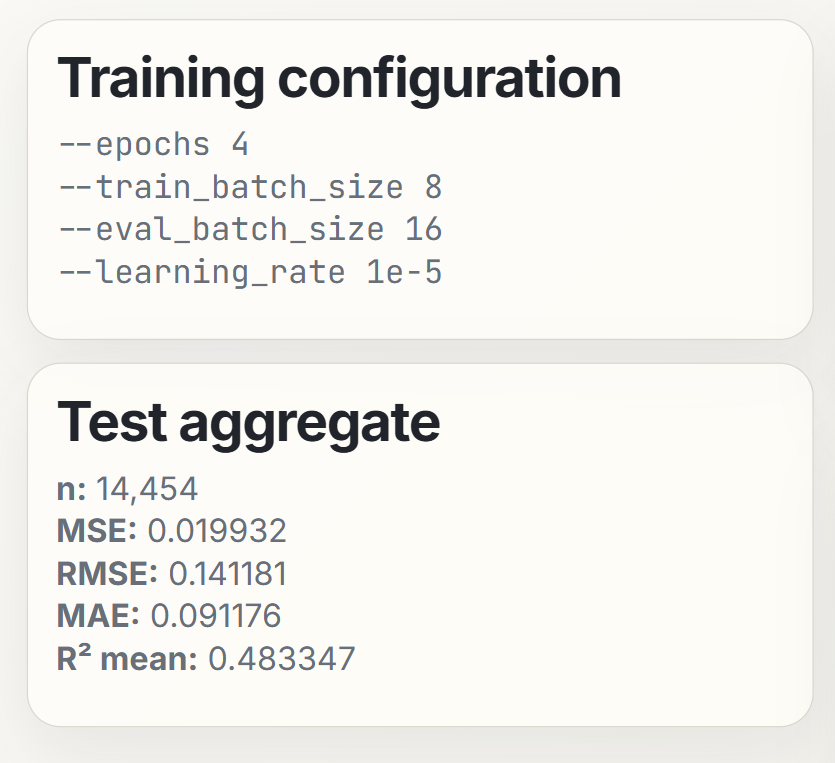 Training configuration
--epochs 4
--train_batch_size 8
--eval_batch_size 16
--learning_rate 1e-5
Test aggregate
n: 14,454
MSE: 0.019932
RMSE: 0.141181
MAE: 0.091176
R² mean: 0.483347